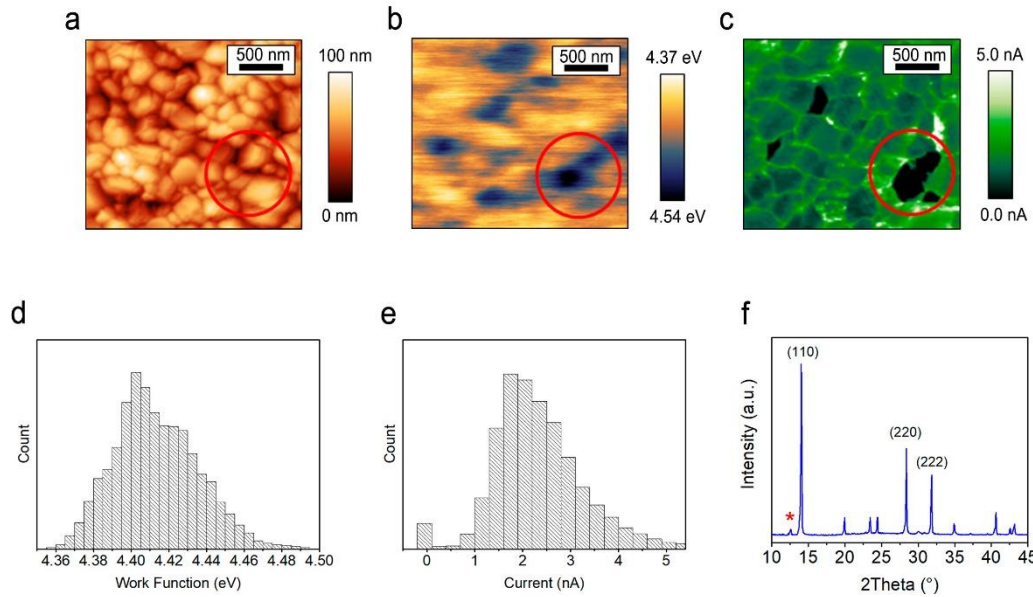 a
500 nm
100 nm
0 nm
b
500 nm
4.37 eV
4.54 eV
c
500 nm
5.0 nA
0.0 nA
d
Count
4.36 4.38 4.40 4.42 4.44 4.46 4.48 4.50
Work Function (eV)
e
Count
0 1 2 3 4 5
Current (nA)
f
Intensity (a.u.)
(110)
(220)
(222)
*
10 15 20 25 30 35 40 45
2Theta (°)